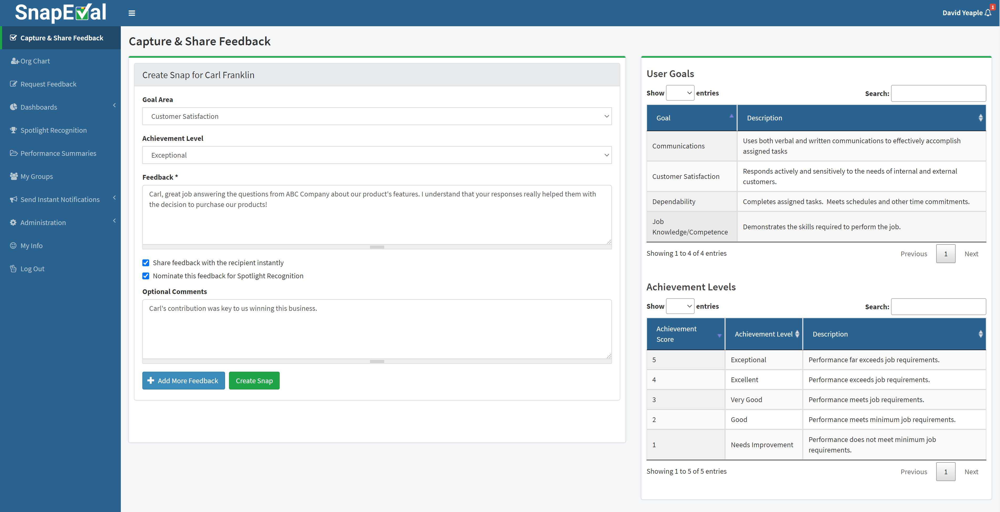 SnapEval
David Yeaple
1
Capture & Share Feedback
Org Chart
Request Feedback
Dashboards
Spotlight Recognition
Performance Summaries
My Groups
Send Instant Notifications
Administration
My Info
Log Out
Capture & Share Feedback
Create Snap for Carl Franklin
Goal Area
Customer Satisfaction
Achievement Level
Exceptional
Feedback *
Carl, great job answering the questions from ABC Company about our product's features. I understand that your responses really helped them with
the decision to purchase our products!
Share feedback with the recipient instantly
Nominate this feedback for Spotlight Recognition
Optional Comments
Carl's contribution was key to us winning this business.
Add More Feedback
Create Snap
User Goals
Show entries
Search:
Goal
Description
Communications
Uses both verbal and written communications to effectively accomplish
assigned tasks
Customer Satisfaction
Responds actively and sensitively to the needs of internal and external
customers.
Dependability
Completes assigned tasks. Meets schedules and other time commitments.
Job
Knowledge/Competence
Demonstrates the skills required to perform the job.
Showing 1 to 4 of 4 entries
Previous 1 Next
Achievement Levels
Show entries
Search:
Achievement
Score
Achievement Level
Description
5 Exceptional Performance far exceeds job requirements.
4 Excellent Performance exceeds job requirements.
3 Very Good Performance meets job requirements.
2 Good Performance meets minimum job requirements.
1 Needs Improvement Performance does not meet minimum job
requirements.
Showing 1 to 5 of 5 entries
Previous 1 Next